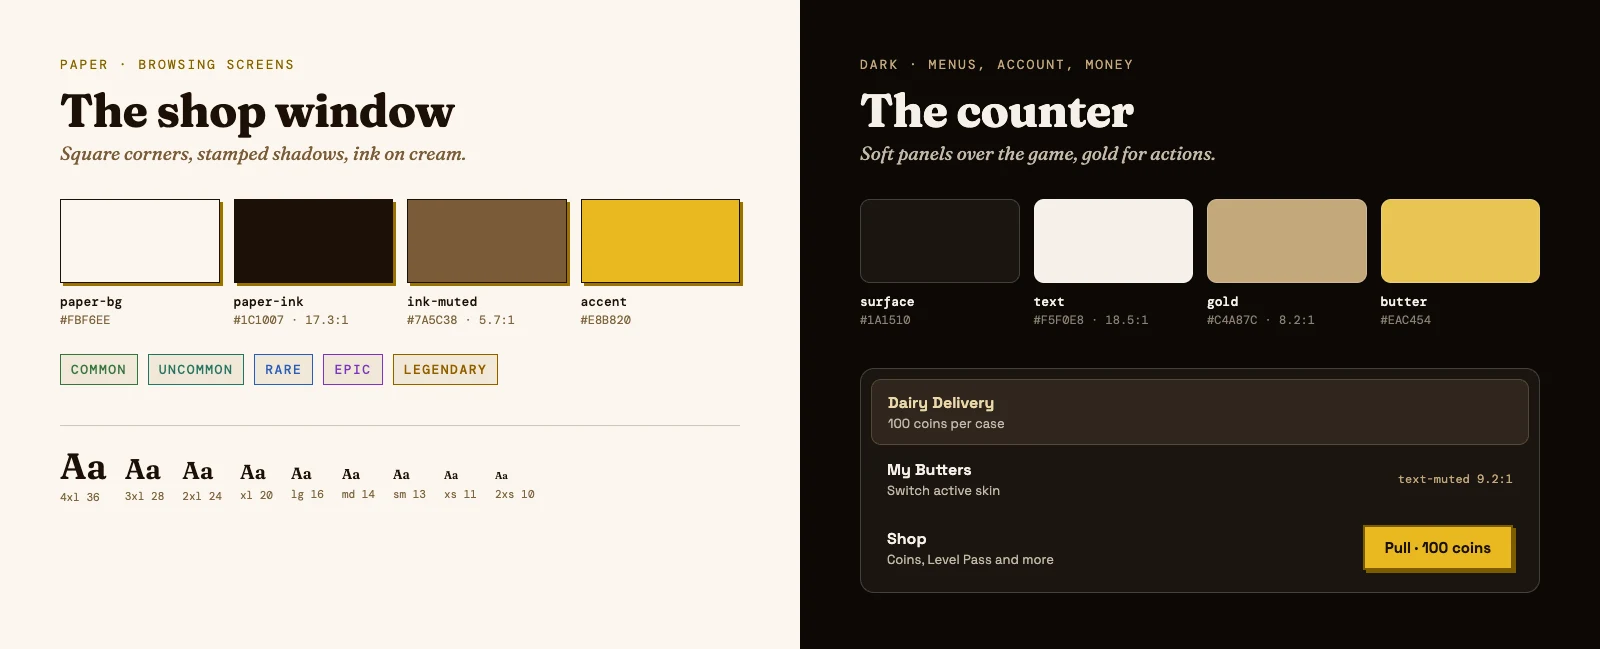 PAPER · BROWSING SCREENS
The shop window
Square corners, stamped shadows, ink on cream.
paper-bg
#FBF6EE
paper-ink
#1C1007 · 17.3:1
ink-muted
#7A5C38 · 5.7:1
accent
#E8B820
COMMON
UNCOMMON
RARE
EPIC
LEGENDARY
Aa Aa Aa Aa Aa Aa Aa Aa Aa
4xl 36 3xl 28 2xl 24 xl 20 lg 16 md 14 sm 13 xs 11 2xs 10
DARK · MENUS, ACCOUNT, MONEY
The counter
Soft panels over the game, gold for actions.
surface
#1A1510
text
#F5F0E8 · 18.5:1
gold
#C4A87C · 8.2:1
butter
#EAC454
Dairy Delivery
100 coins per case
My Butters
Switch active skin
text-muted 9.2:1
Shop
Coins, Level Pass and more
Pull · 100 coins